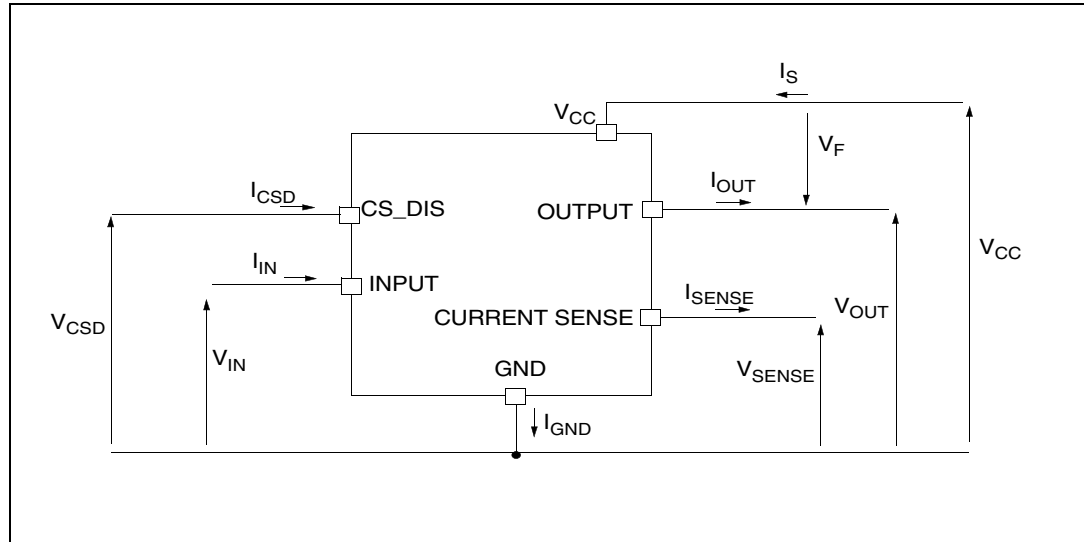 I_S
V_CC
V_F
I_CSD
I_OUT
CS_DIS
OUTPUT
V_CC
I_IN
INPUT
I_SENSE
V_OUT
CURRENT SENSE
V_CSD
V_IN
GND
V_SENSE
I_GND